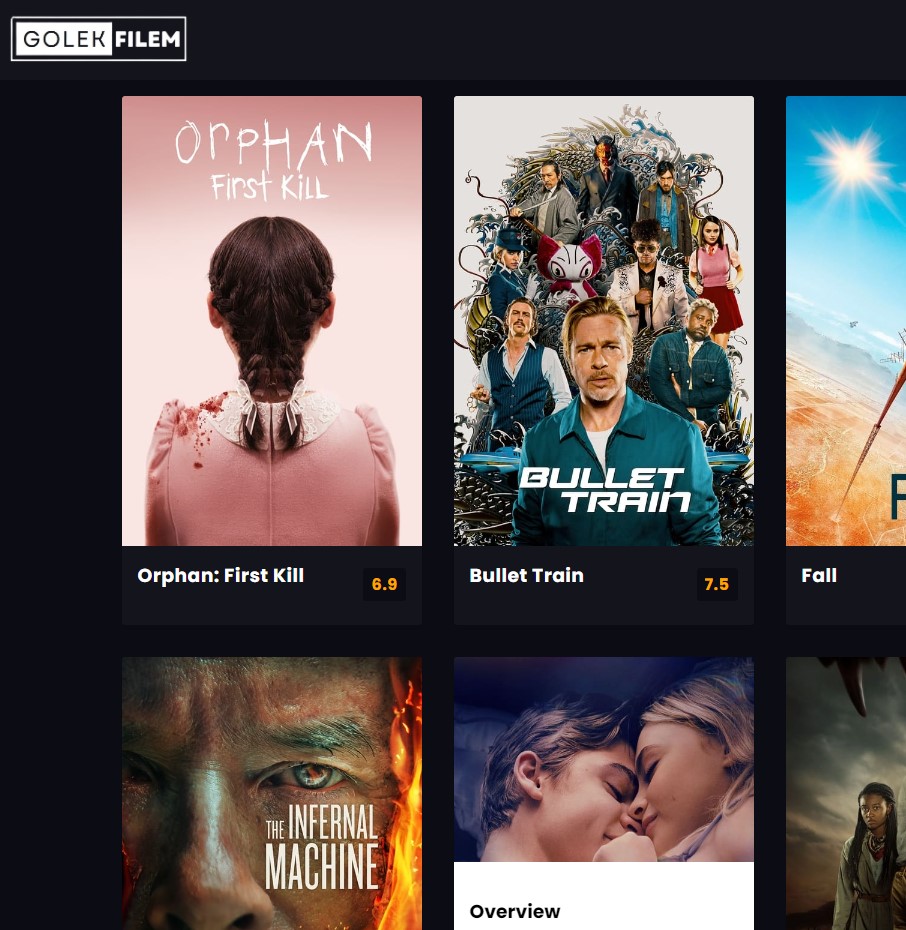 GOLEK FILEM
OrPHAN
First KiLL
BULLET
TRAIN
F
Orphan: First Kill
6.9
Bullet Train
7.5
Fall
THE INFERNAL
MACHINE
Overview